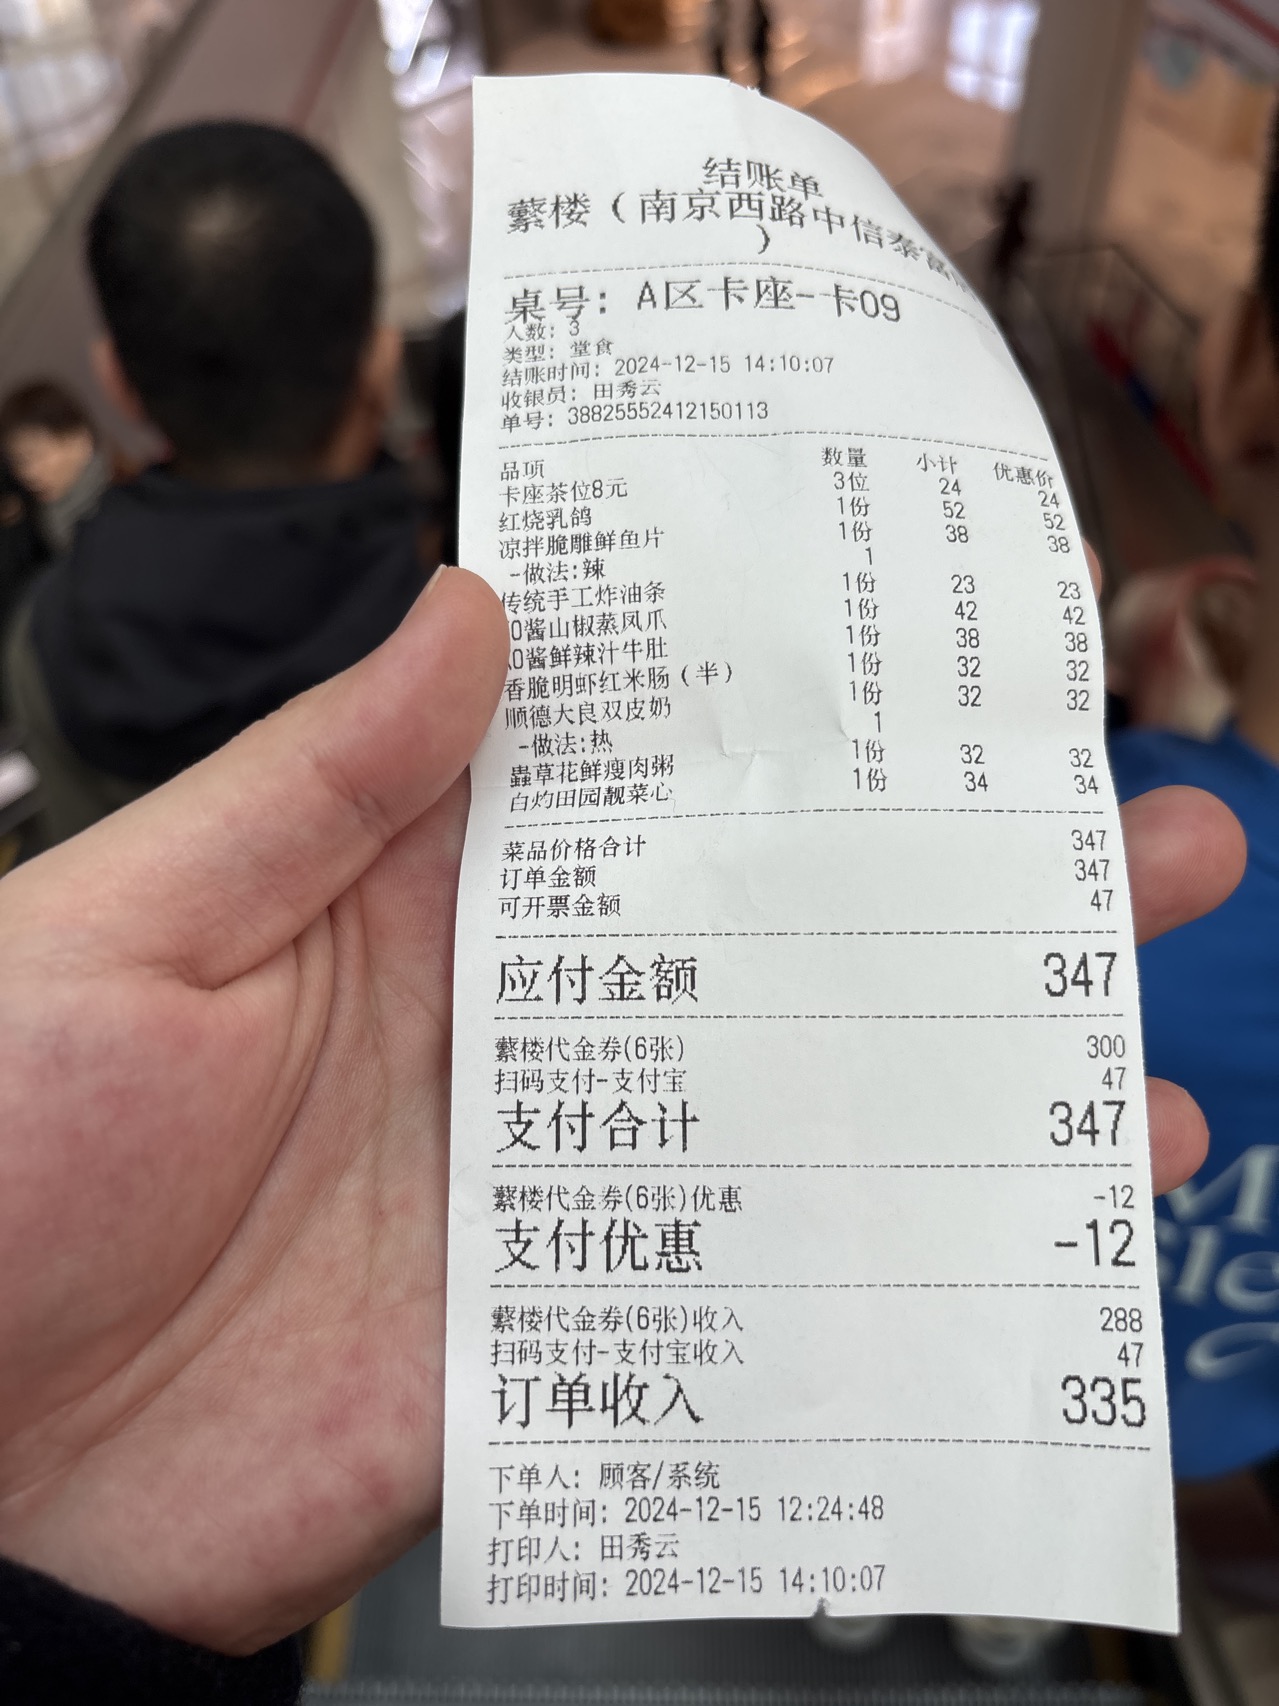 结账单
蘩楼（南京西路中信泰富店
）
桌号：A区卡座-卡09
人数：3
类型：堂食
结账时间：2024-12-15 14:10:07
收银员：田秀云
单号：38825552412150113
品项 数量 小计 优惠价
卡座茶位8元 3位 24 24
红烧乳鸽 1份 52 52
凉拌脆雕鲜鱼片 1份 38 38
-做法:辣 1
传统手工炸油条 1份 23 23
XO酱山椒蒸凤爪 1份 42 42
XO酱鲜辣汁牛肚 1份 38 38
香脆明虾红米肠（半） 1份 32 32
顺德大良双皮奶 1份 32 32
-做法:热 1
蟲草花鲜瘦肉粥 1份 32 32
白灼田园靓菜心 1份 34 34
菜品价格合计 347
订单金额 347
可开票金额 47
应付金额 347
蘩楼代金券(6张) 300
扫码支付-支付宝 47
支付合计 347
蘩楼代金券(6张)优惠 -12
支付优惠 -12
蘩楼代金券(6张)收入 288
扫码支付-支付宝收入 47
订单收入 335
下单人：顾客/系统
下单时间：2024-12-15 12:24:48
打印人：田秀云
打印时间：2024-12-15 14:10:07